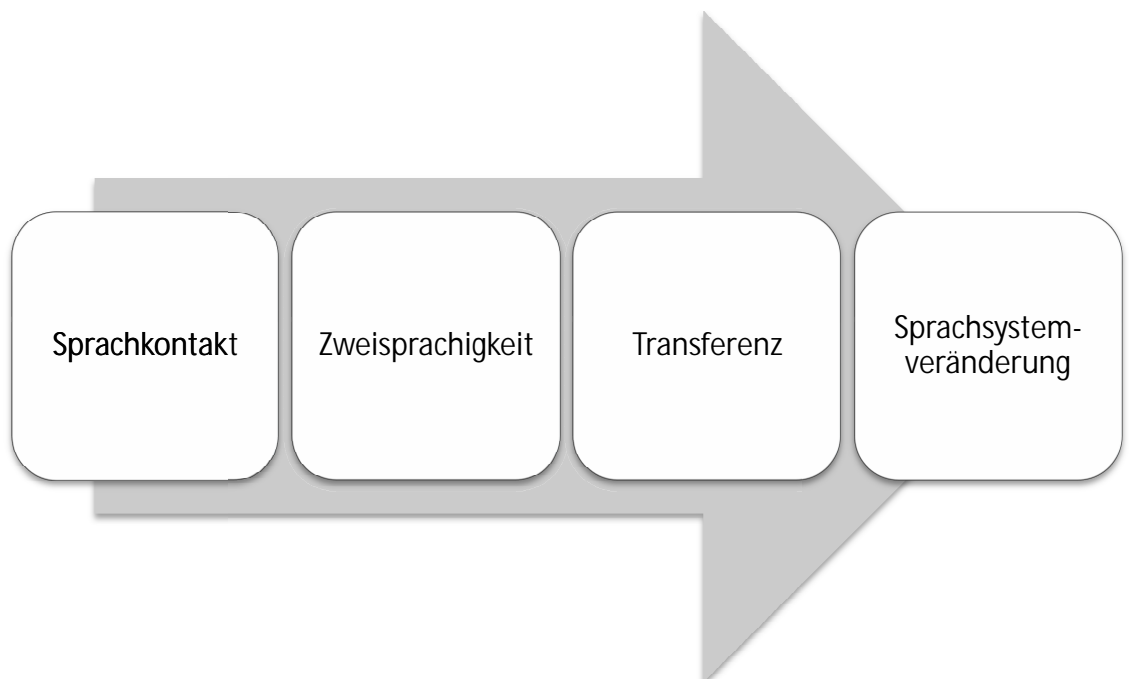 Sprachkontakt
Zweisprachigkeit
Transferenz
Sprachsystem-
veränderung